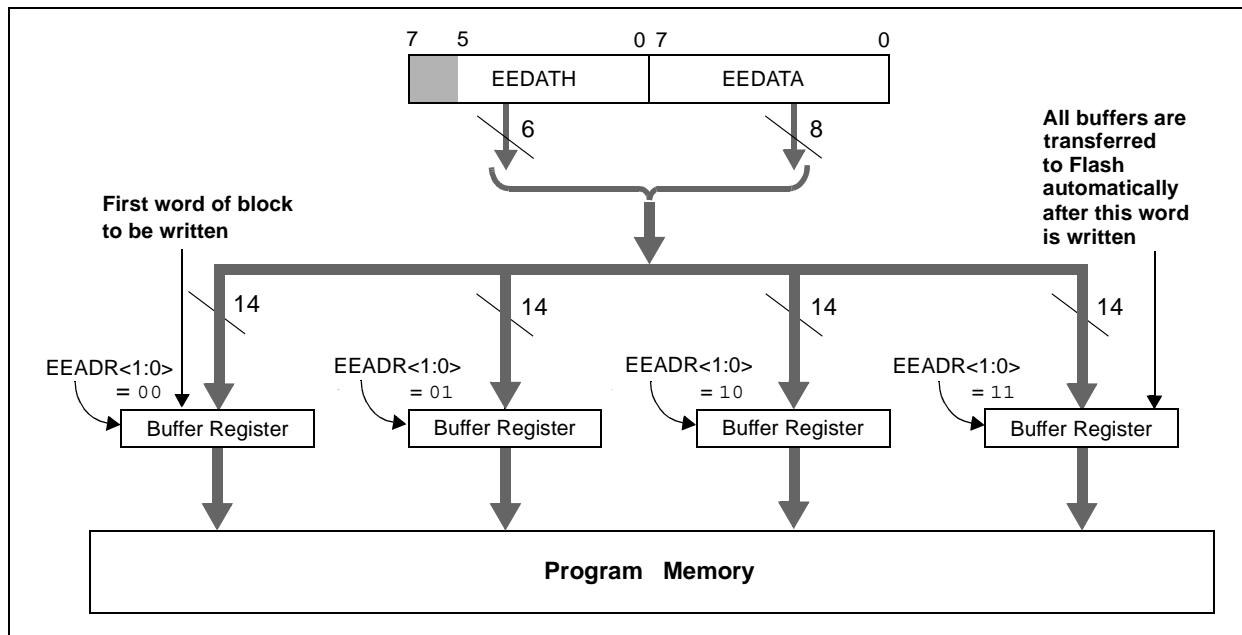 7 5 0 7 0
EEDATH EEDATA
6 8
First word of block
to be written
All buffers are
transferred
to Flash
automatically
after this word
is written
14 14 14 14
EEADR<1:0>
= 00
EEADR<1:0>
= 01
EEADR<1:0>
= 10
EEADR<1:0>
= 11
Buffer Register Buffer Register Buffer Register Buffer Register
Program Memory